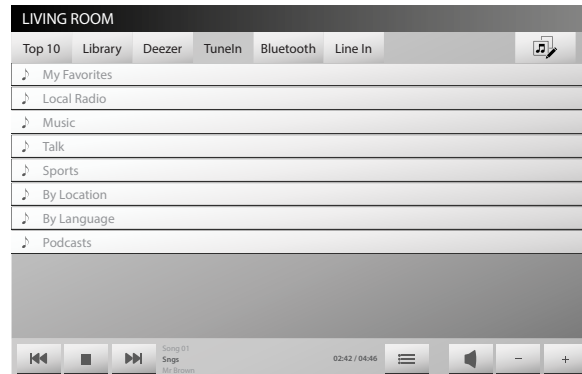 LIVING ROOM
Top 10 Library Deezer TuneIn Bluetooth Line In
My Favorites
Local Radio
Music
Talk
Sports
By Location
By Language
Podcasts
Song 01
Sngs
Mr Brown
02:42 / 04:46